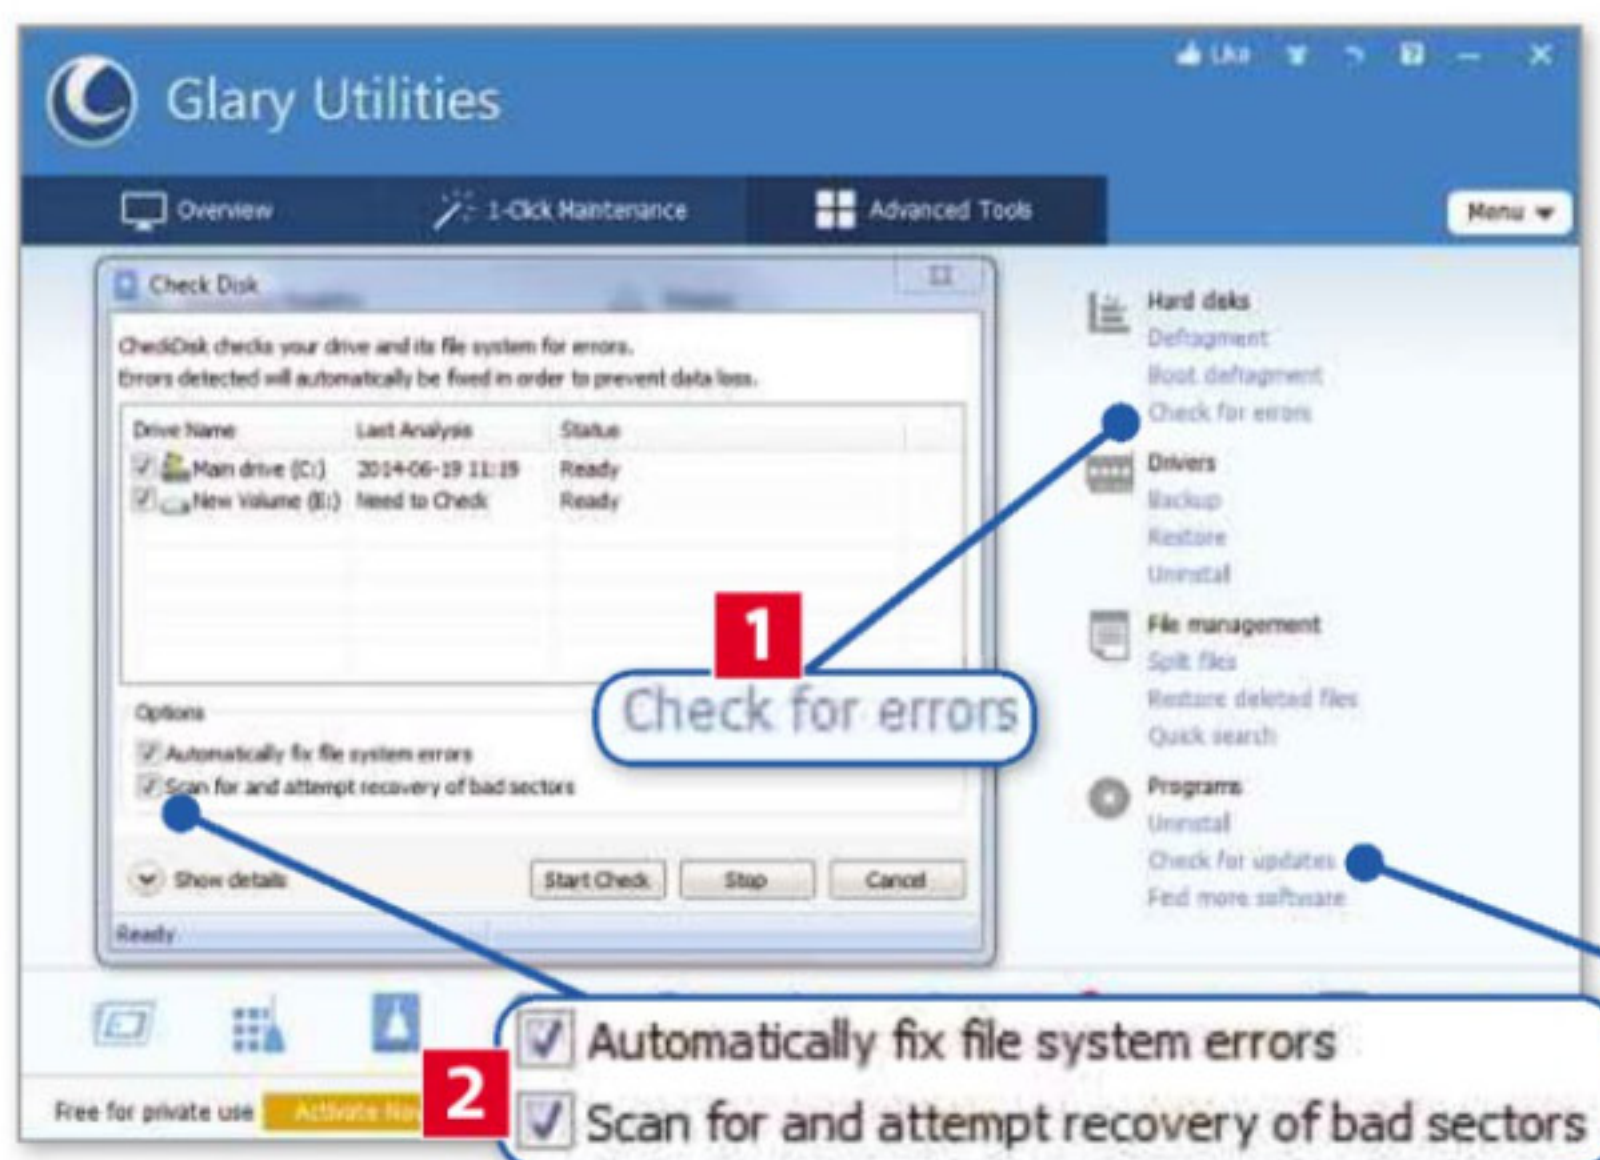 Like
Glary Utilities
Overview
1-Click Maintenance
Advanced Tools
Menu
Check Disk
CheckDisk checks your drive and its file system for errors.
Errors detected will automatically be fixed in order to prevent data loss.
Drive Name Last Analysis Status
Main drive (C:) 2014-06-19 11:19 Ready
New Volume (E:) Need to Check Ready
Options
Automatically fix file system errors
Scan for and attempt recovery of bad sectors
Show details
Start Check
Stop
Cancel
Ready
1
Check for errors
Hard disks
Defragment
Boot defragment
Check for errors
Drivers
Backup
Restore
Uninstall
File management
Split files
Restore deleted files
Quick search
Programs
Uninstall
Check for updates
Find more software
Free for private use
Activate
2
Automatically fix file system errors
Scan for and attempt recovery of bad sectors